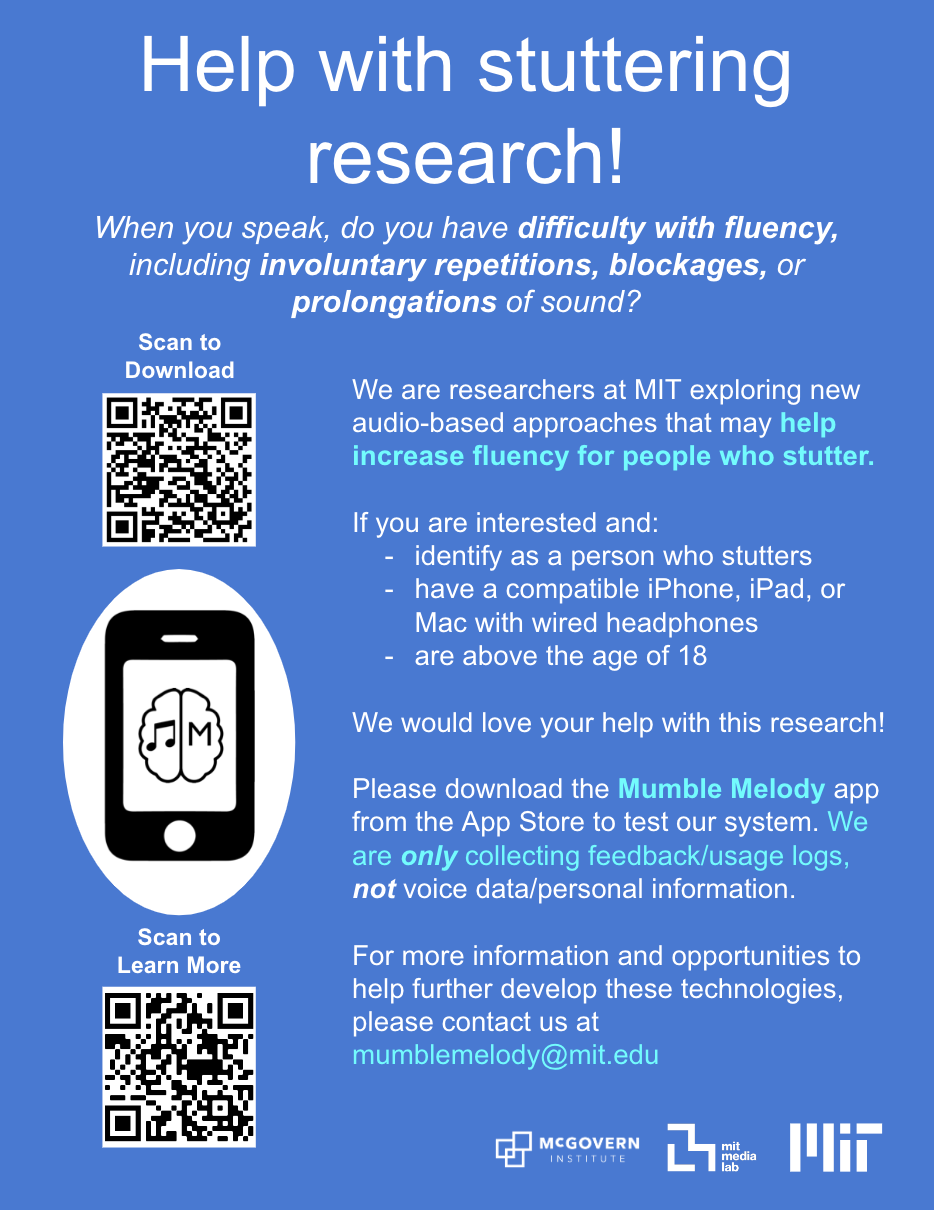 Help with stuttering
research!
When you speak, do you have difficulty with fluency,
including involuntary repetitions, blockages, or
prolongations of sound?
Scan to
Download
We are researchers at MIT exploring new
audio-based approaches that may help
increase fluency for people who stutter.
If you are interested and:
- identify as a person who stutters
- have a compatible iPhone, iPad, or
Mac with wired headphones
- are above the age of 18
M
We would love your help with this research!
Please download the Mumble Melody app
from the App Store to test our system. We
are only collecting feedback/usage logs,
not voice data/personal information.
Scan to
Learn More
For more information and opportunities to
help further develop these technologies,
please contact us at
mumblemelody@mit.edu
MCGOVERN
INSTITUTE
mit
media
lab
MIT